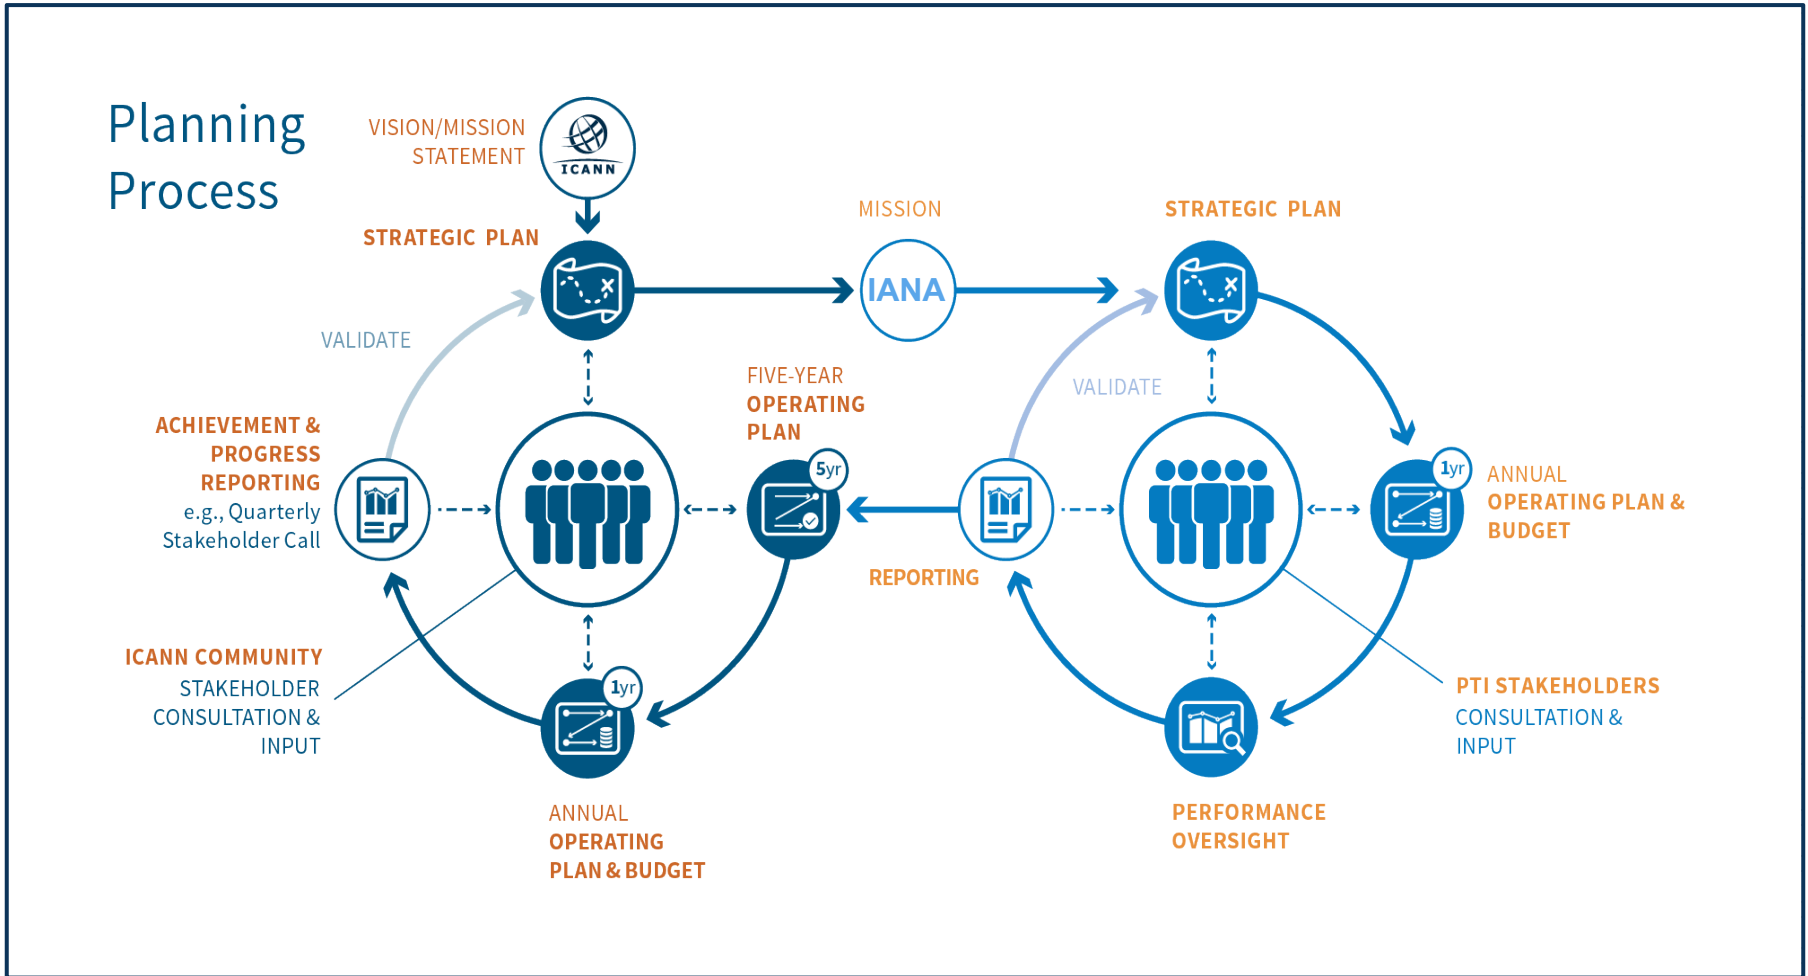 Planning
Process
VISION/MISSION
STATEMENT
ICANN
STRATEGIC PLAN
MISSION
IANA
STRATEGIC PLAN
VALIDATE
VALIDATE
FIVE-YEAR
OPERATING
PLAN
5yr
ACHIEVEMENT &
PROGRESS
REPORTING
e.g., Quarterly
Stakeholder Call
1yr
ANNUAL
OPERATING PLAN &
BUDGET
REPORTING
ICANN COMMUNITY
STAKEHOLDER
CONSULTATION &
INPUT
1yr
ANNUAL
OPERATING
PLAN & BUDGET
PTI STAKEHOLDERS
CONSULTATION &
INPUT
PERFORMANCE
OVERSIGHT